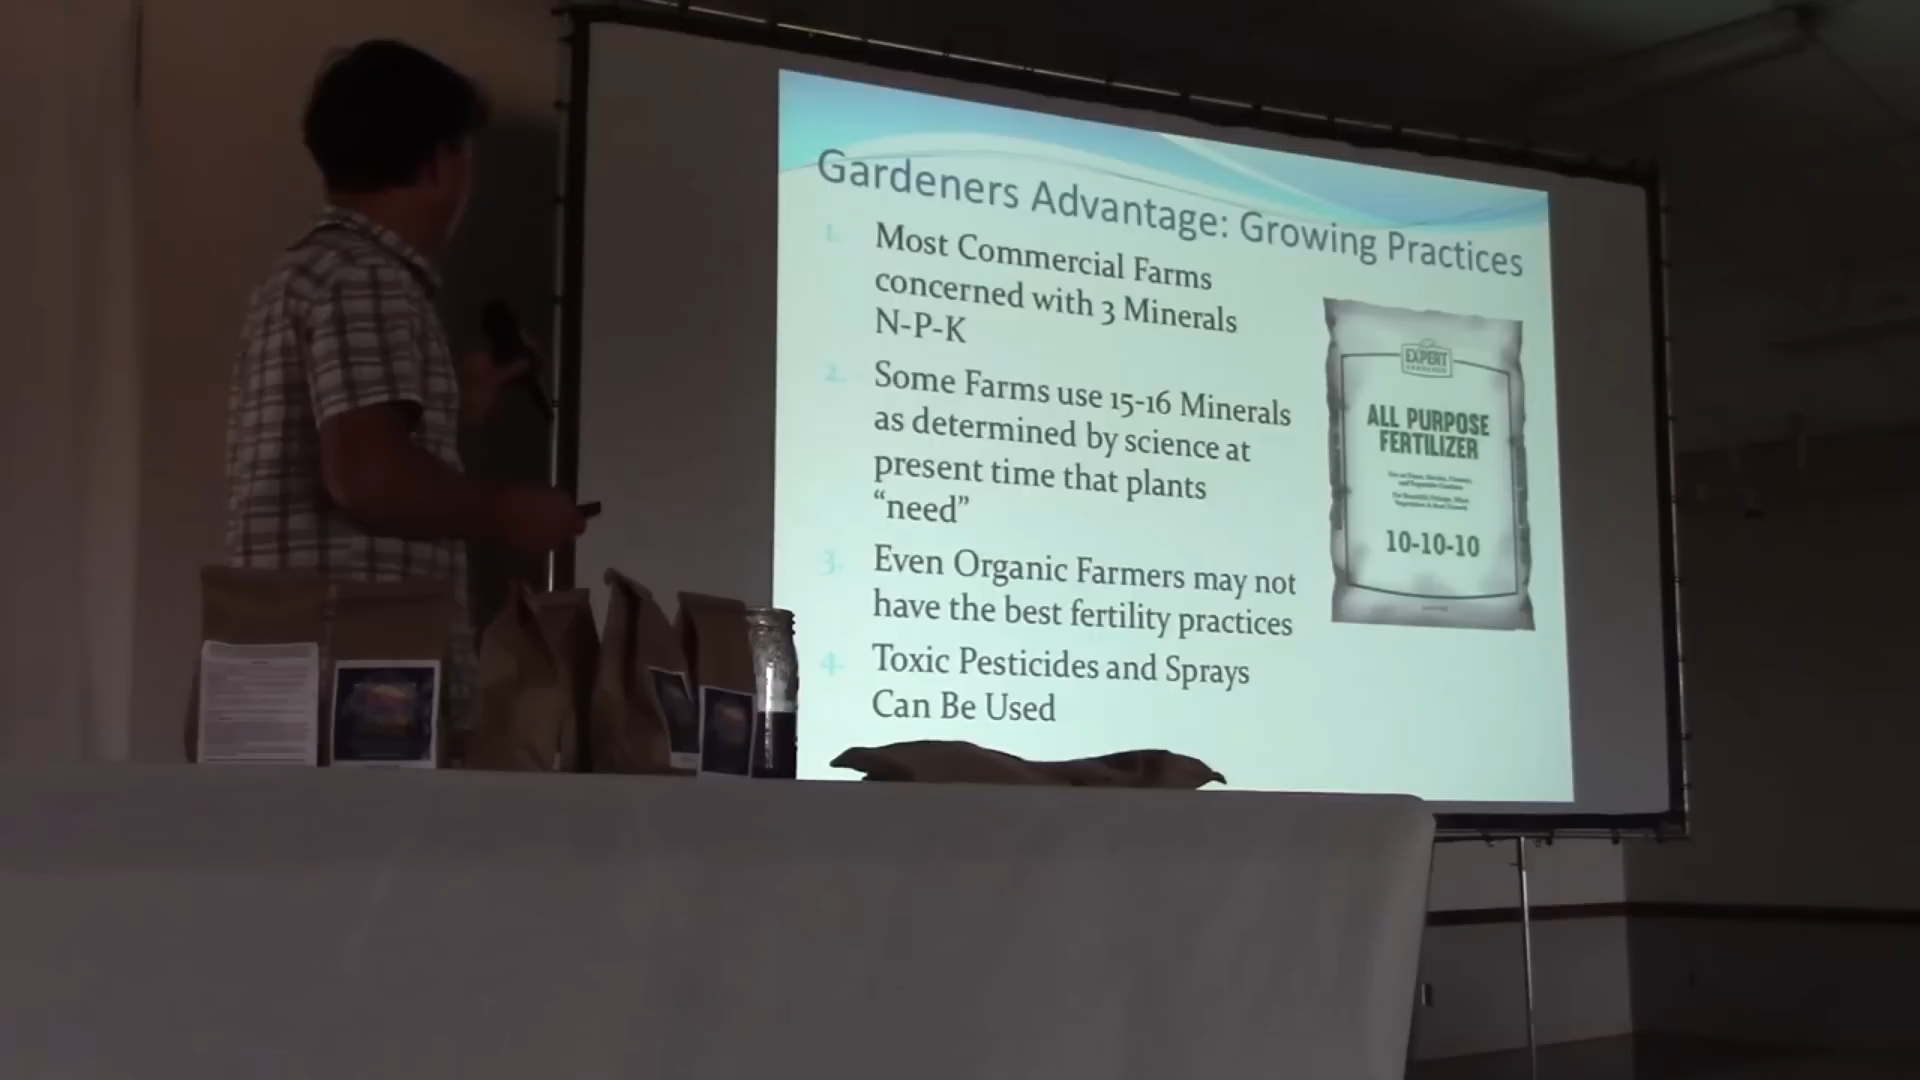 Gardeners Advantage: Growing Practices
1. Most Commercial Farms
concerned with 3 Minerals
N-P-K
2. Some Farms use 15-16 Minerals
as determined by science at
present time that plants
“need”
3. Even Organic Farmers may not
have the best fertility practices
4. Toxic Pesticides and Sprays
Can Be Used
EXPERT
GARDENER
ALL PURPOSE
FERTILIZER
10-10-10